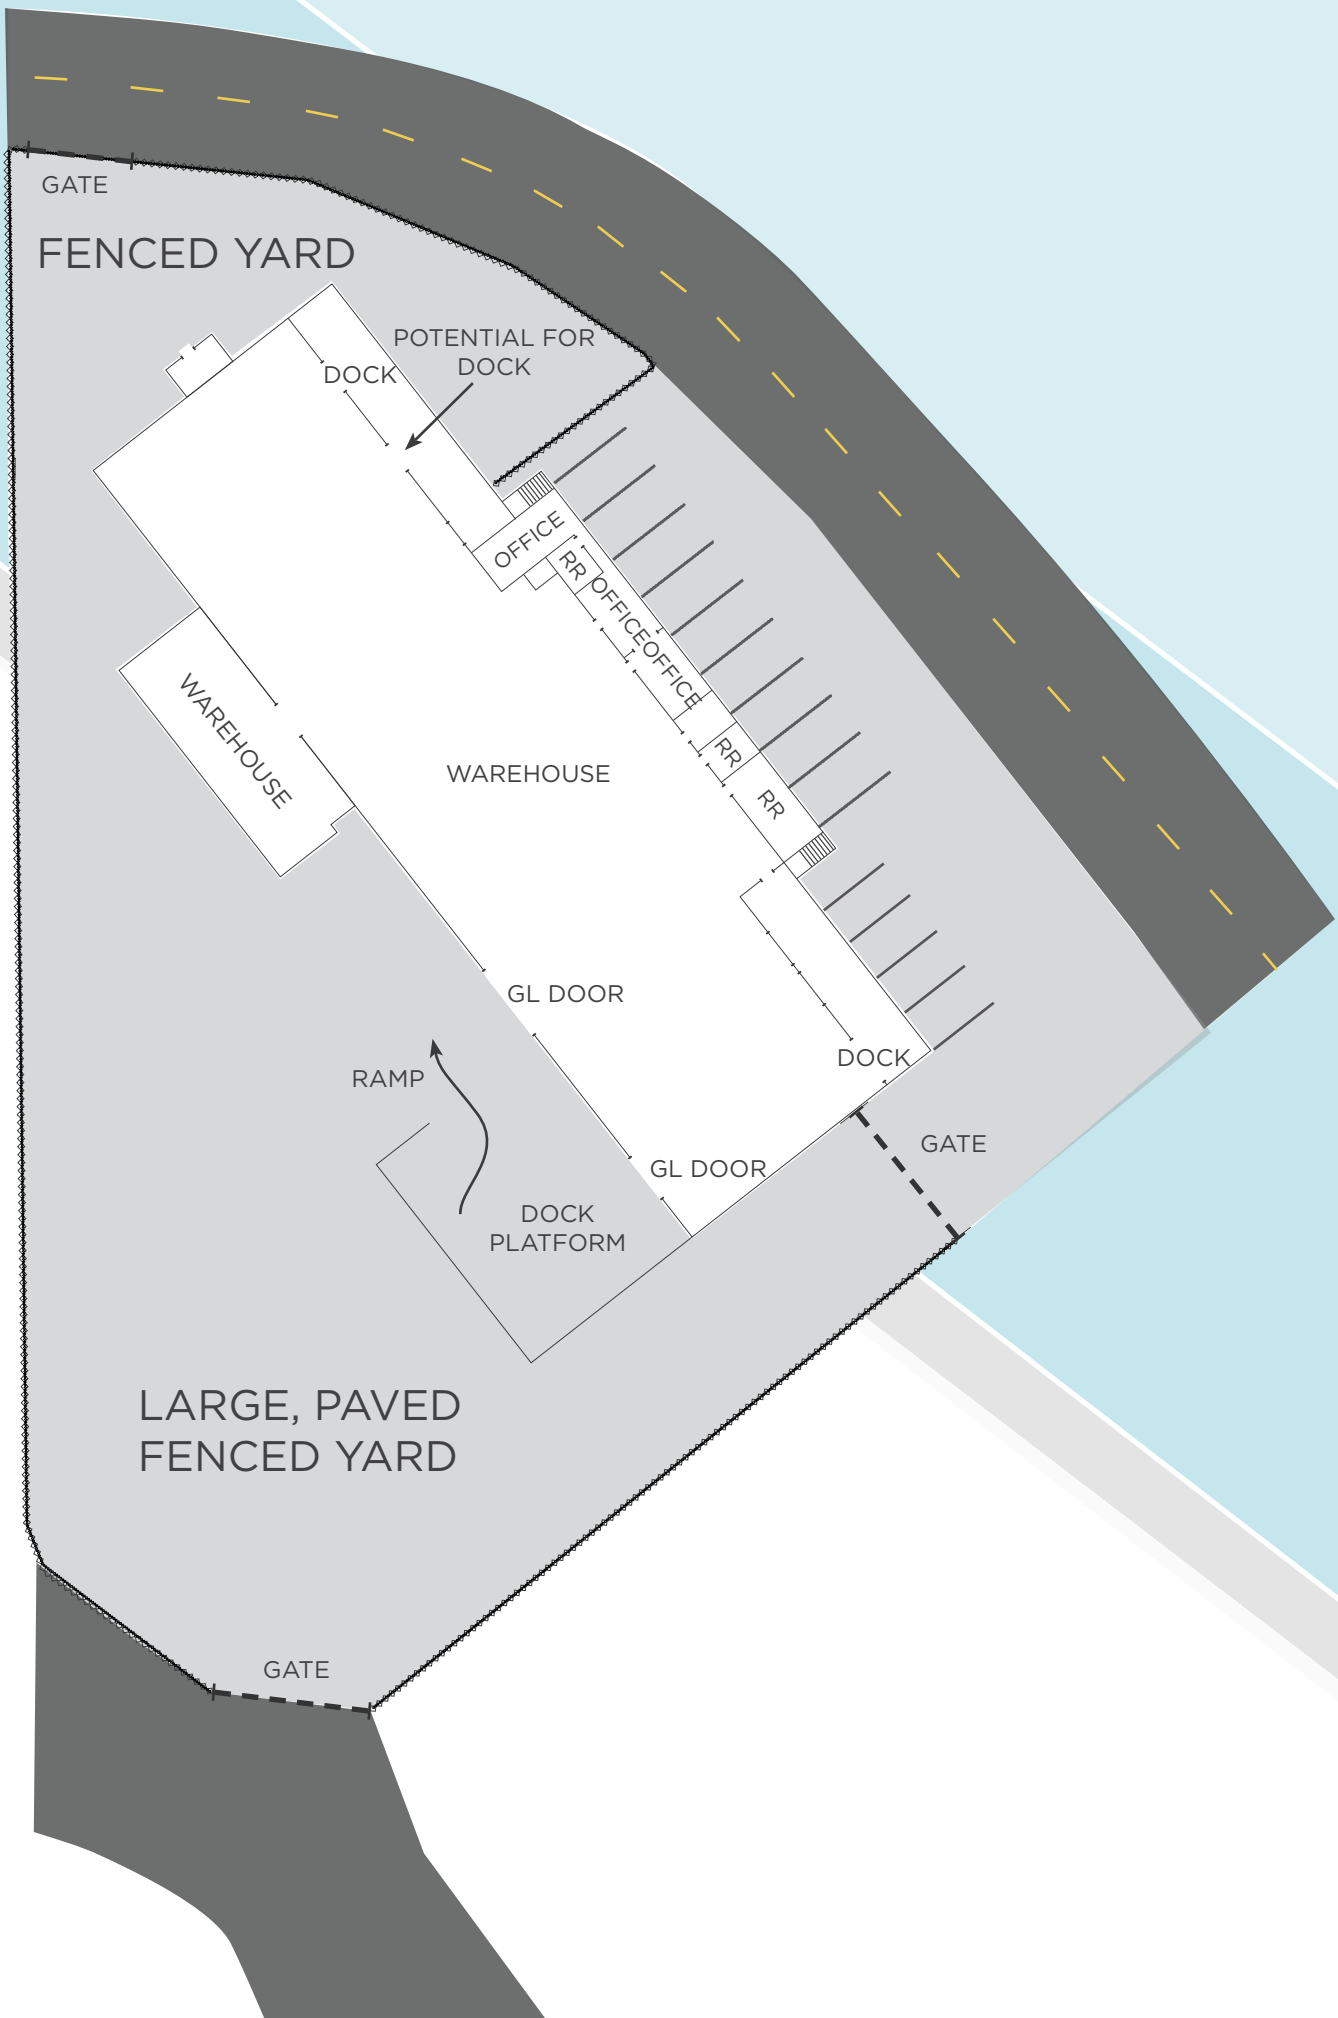 GATE
FENCED YARD
POTENTIAL FOR
DOCK
DOCK
OFFICE
RR
OFFICE
OFFICE
WAREHOUSE
WAREHOUSE
RR
RR
GL DOOR
DOCK
RAMP
GATE
GL DOOR
DOCK
PLATFORM
LARGE, PAVED
FENCED YARD
GATE